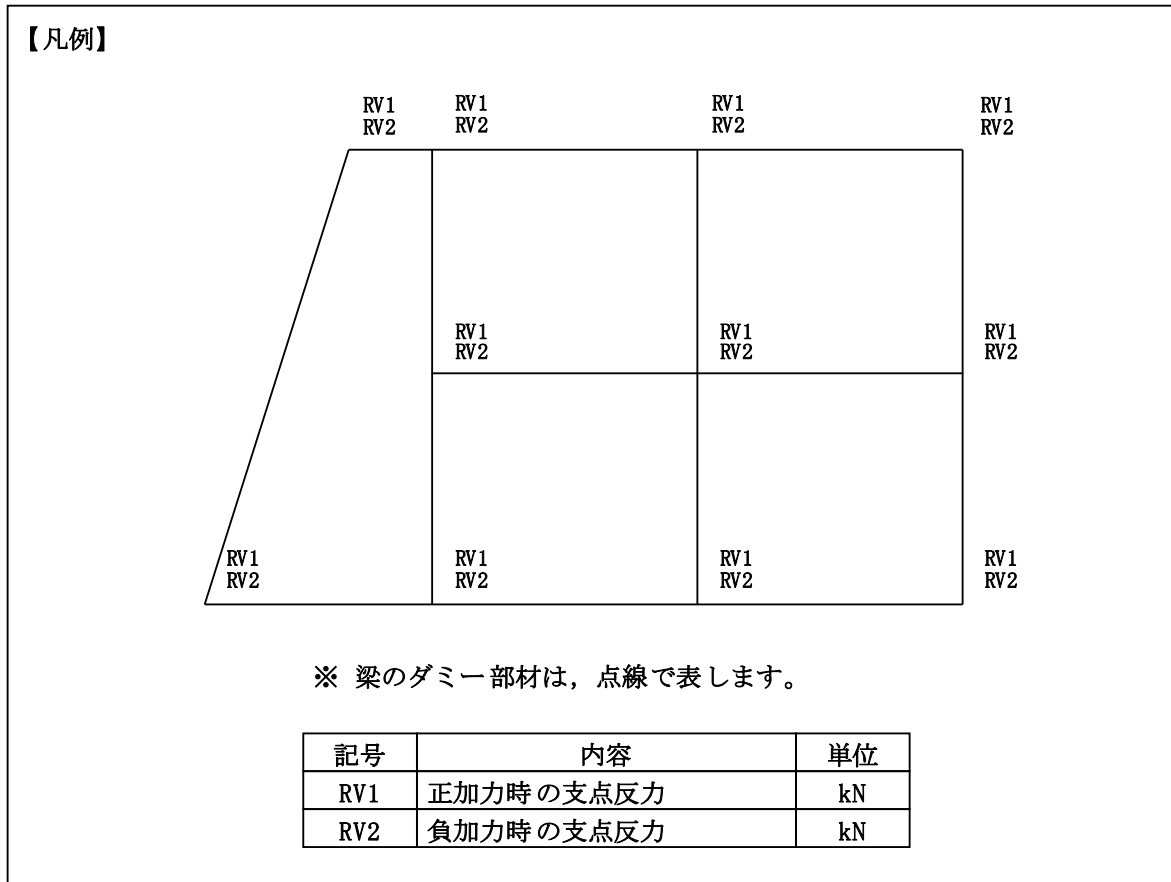 【凡例】
RV1 RV1 RV1 RV1
RV2 RV2 RV2 RV2
RV1 RV1 RV1
RV2 RV2 RV2
RV1 RV1 RV1 RV1
RV2 RV2 RV2 RV2
※ 梁のダミー部材は，点線で表します。
記号 内容 単位
RV1 正加力時の支点反力 kN
RV2 負加力時の支点反力 kN